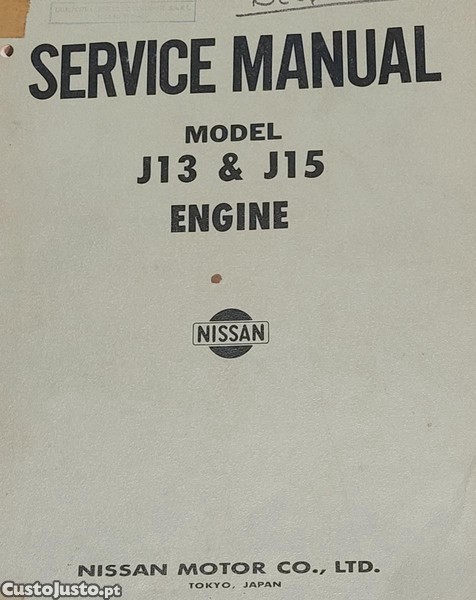 SERVICE MANUAL
MODEL
J13 & J15
ENGINE
NISSAN
NISSAN MOTOR CO., LTD.
TOKYO, JAPAN
CustoJusto.pt